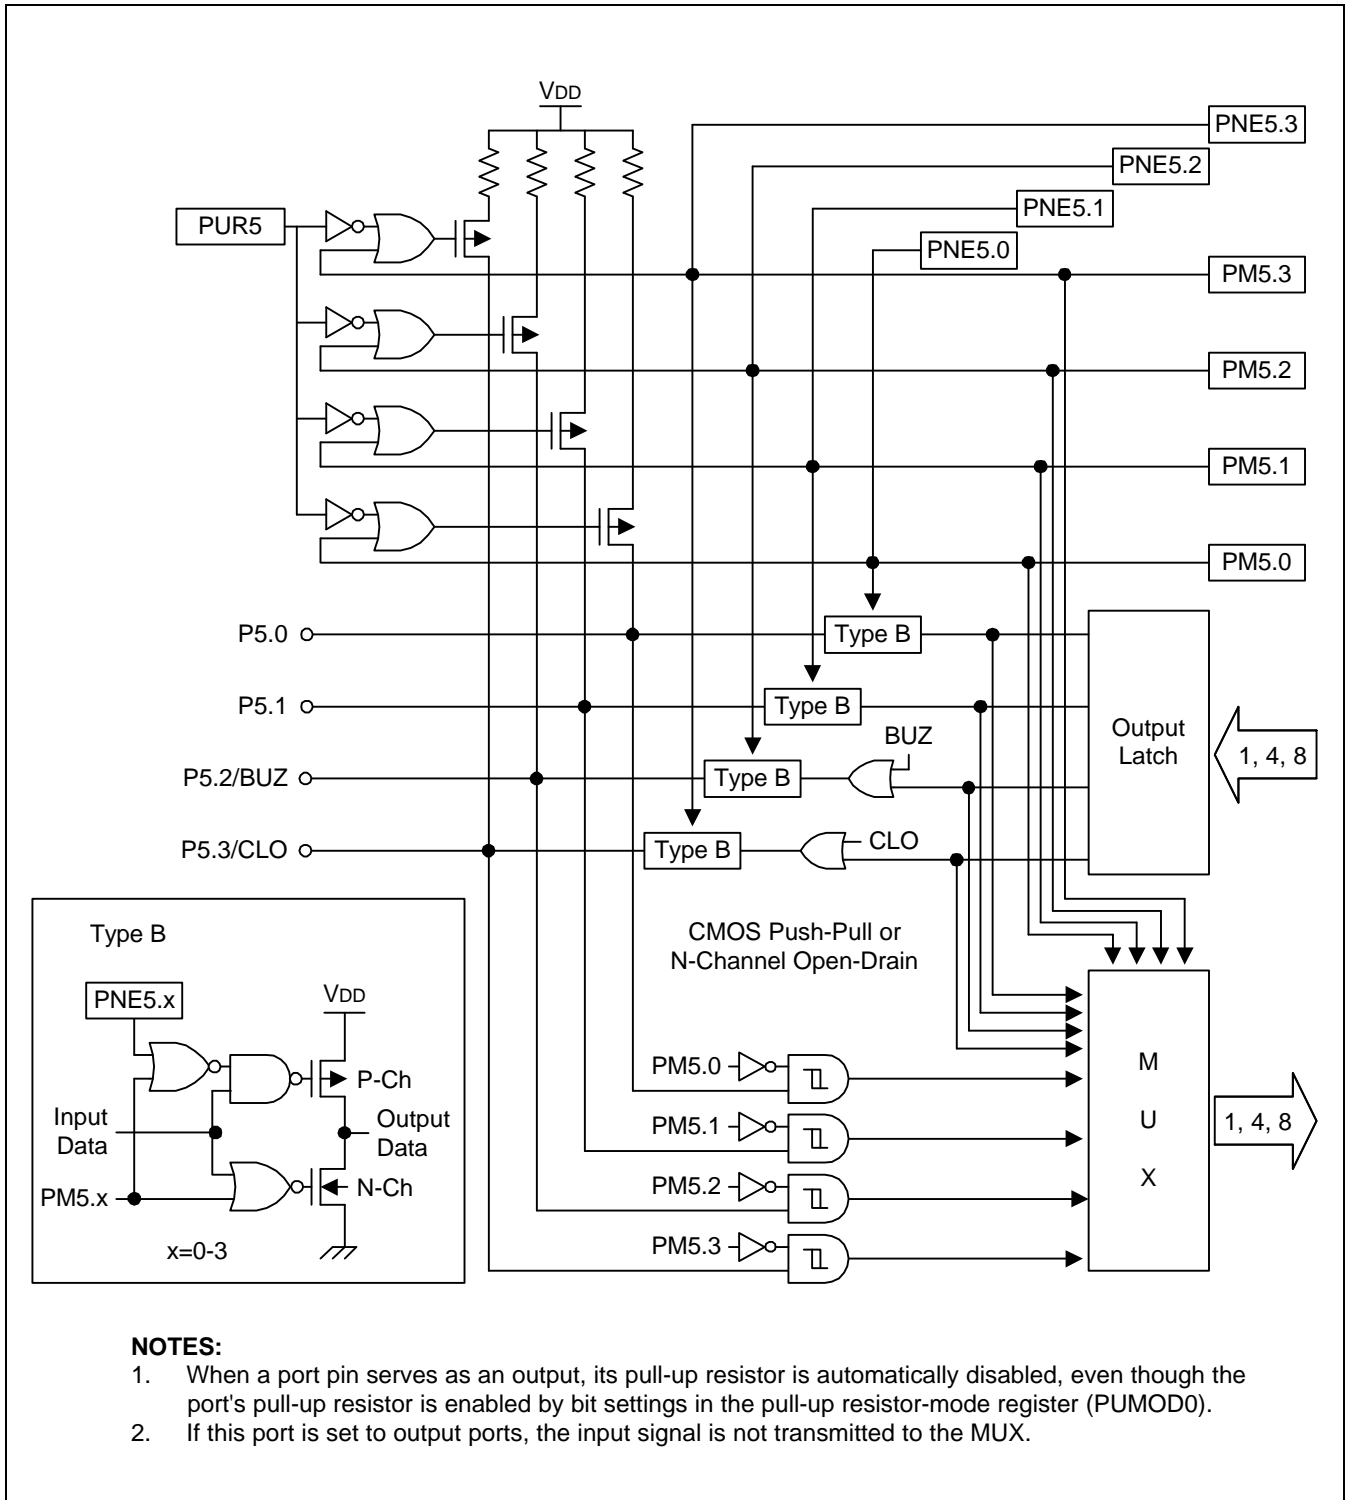 VDD
PNE5.3
PNE5.2
PNE5.1
PUR5
PNE5.0
PM5.3
PM5.2
PM5.1
PM5.0
P5.0
Type B
P5.1
Type B
BUZ
Output
Latch
1, 4, 8
P5.2/BUZ
Type B
P5.3/CLO
Type B
CLO
Type B
CMOS Push-Pull or
N-Channel Open-Drain
PNE5.x
VDD
P-Ch
Input
Data
Output
Data
PM5.x
N-Ch
x=0-3
PM5.0
PM5.1
PM5.2
PM5.3
M
U
X
1, 4, 8
NOTES:
1. When a port pin serves as an output, its pull-up resistor is automatically disabled, even though the
port's pull-up resistor is enabled by bit settings in the pull-up resistor-mode register (PUMOD0).
2. If this port is set to output ports, the input signal is not transmitted to the MUX.